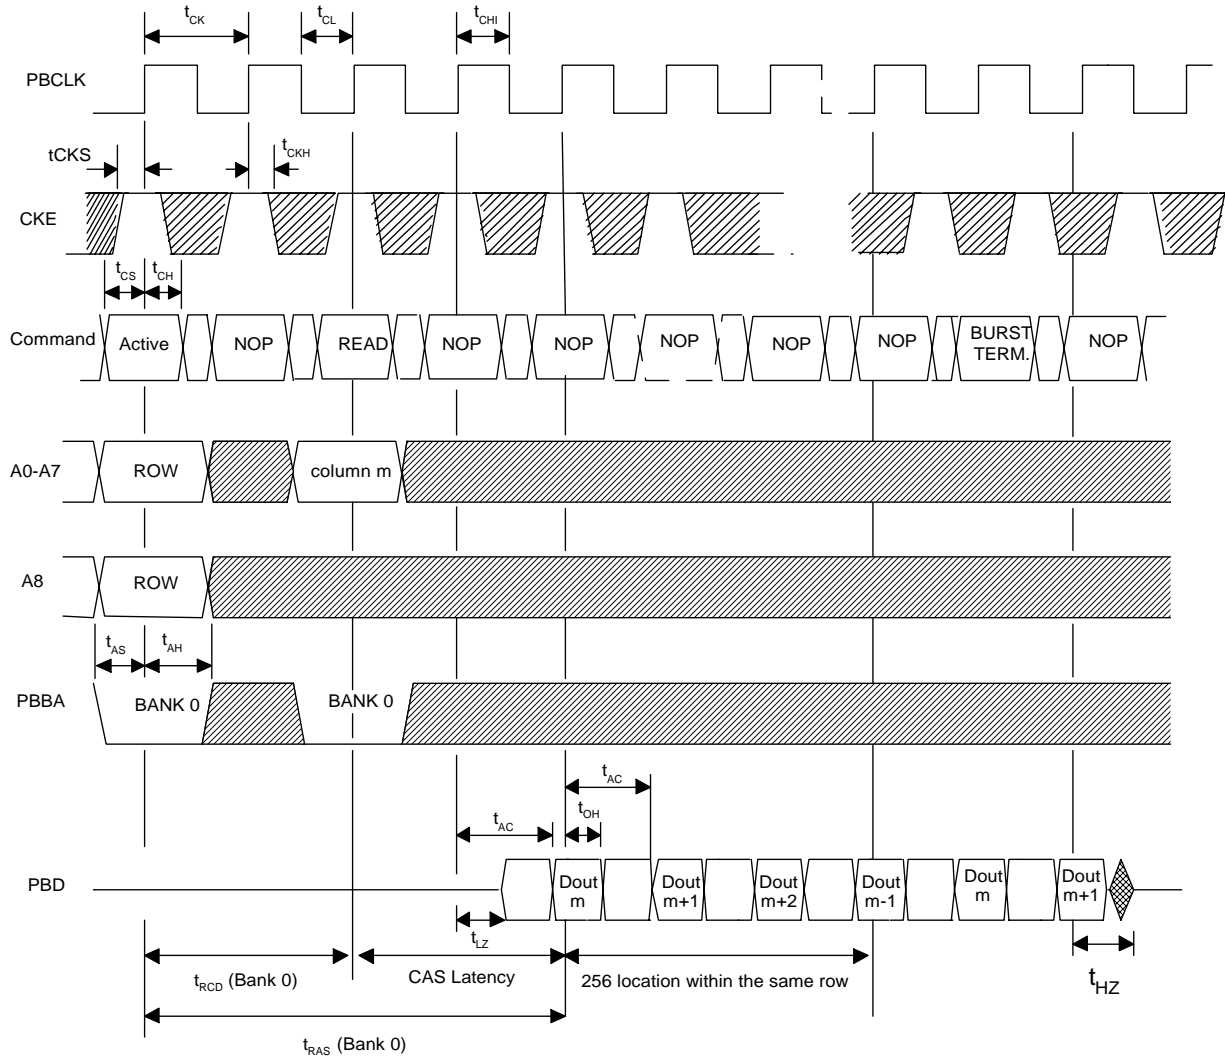 tCK
tCL
tCHI
PBCLK
tCKS
tCKH
CKE
tCS
tCH
Command
Active
NOP
READ
NOP
NOP
NOP
NOP
NOP
BURST
TERM.
NOP
A0-A7
ROW
column m
A8
ROW
tAS
tAH
PBBA
BANK 0
BANK 0
tAC
tOH
tAC
PBD
Dout
m
Dout
m+1
Dout
m+2
Dout
m-1
Dout
m
Dout
m+1
tLZ
tRCD (Bank 0)
CAS Latency
256 location within the same row
tHZ
tRAS (Bank 0)